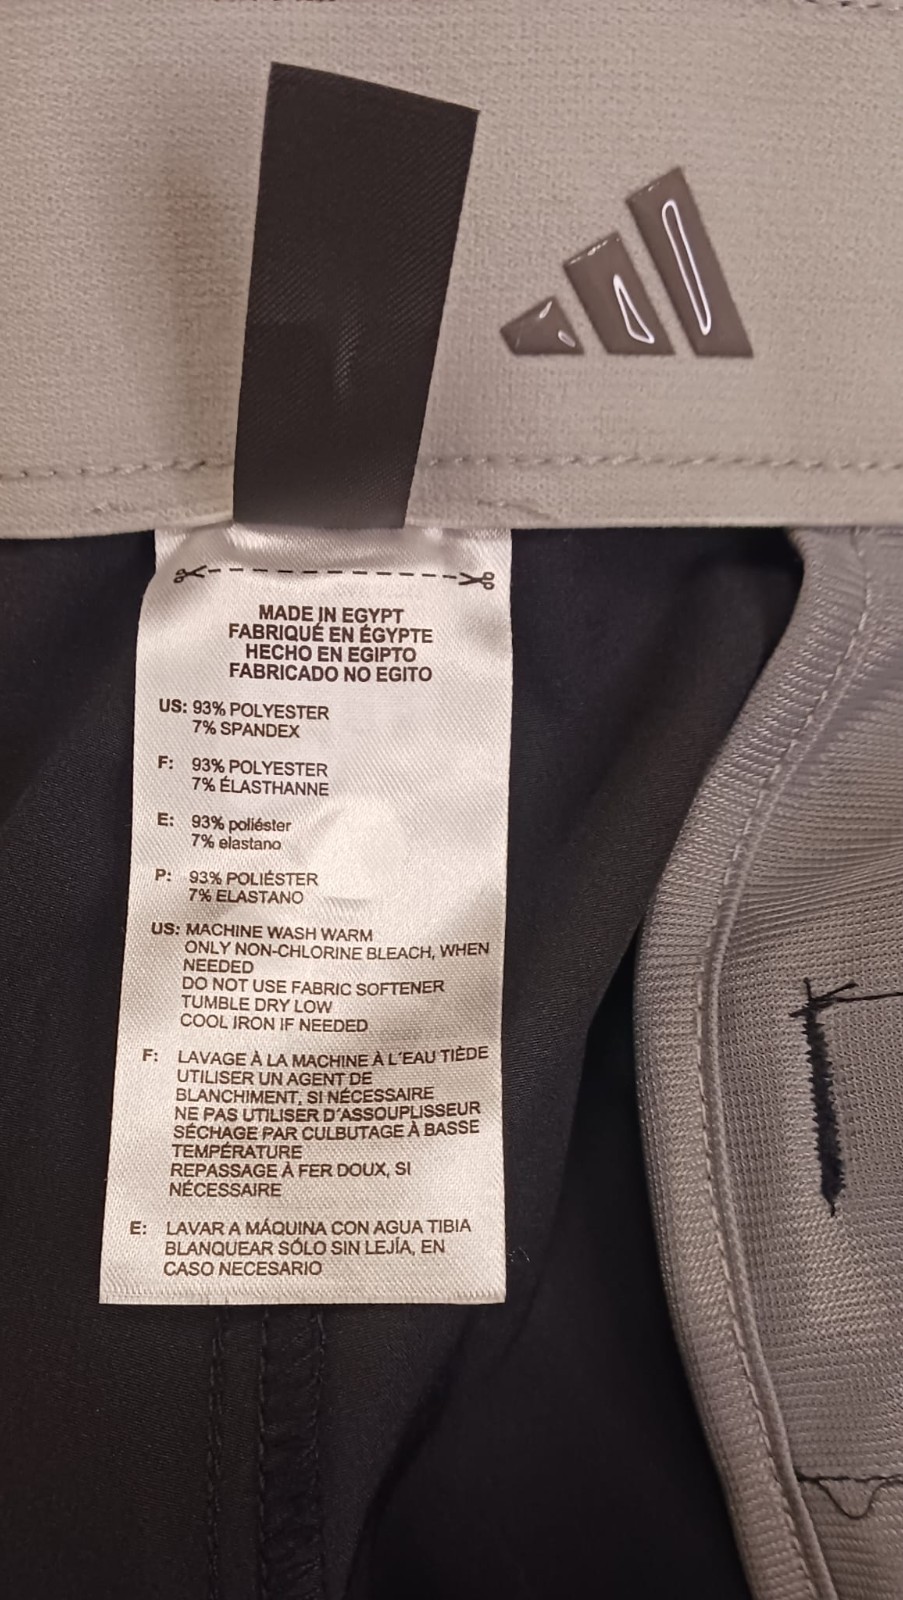 MADE IN EGYPT
FABRIQUÉ EN ÉGYPTE
HECHO EN EGIPTO
FABRICADO NO EGITO
US: 93% POLYESTER
7% SPANDEX
F: 93% POLYESTER
7% ÉLASTHANNE
E: 93% poliéster
7% elastano
P: 93% POLIÉSTER
7% ELASTANO
US: MACHINE WASH WARM
ONLY NON-CHLORINE BLEACH, WHEN
NEEDED
DO NOT USE FABRIC SOFTENER
TUMBLE DRY LOW
COOL IRON IF NEEDED
F: LAVAGE À LA MACHINE À L'EAU TIÈDE
UTILISER UN AGENT DE
BLANCHIMENT, SI NÉCESSAIRE
NE PAS UTILISER D'ASSOUPLISSEUR
SÉCHAGE PAR CULBUTAGE À BASSE
TEMPÉRATURE
REPASSAGE À FER DOUX, SI
NÉCESSAIRE
E: LAVAR A MÁQUINA CON AGUA TIBIA
BLANQUEAR SÓLO SIN LEJÍA, EN
CASO NECESARIO